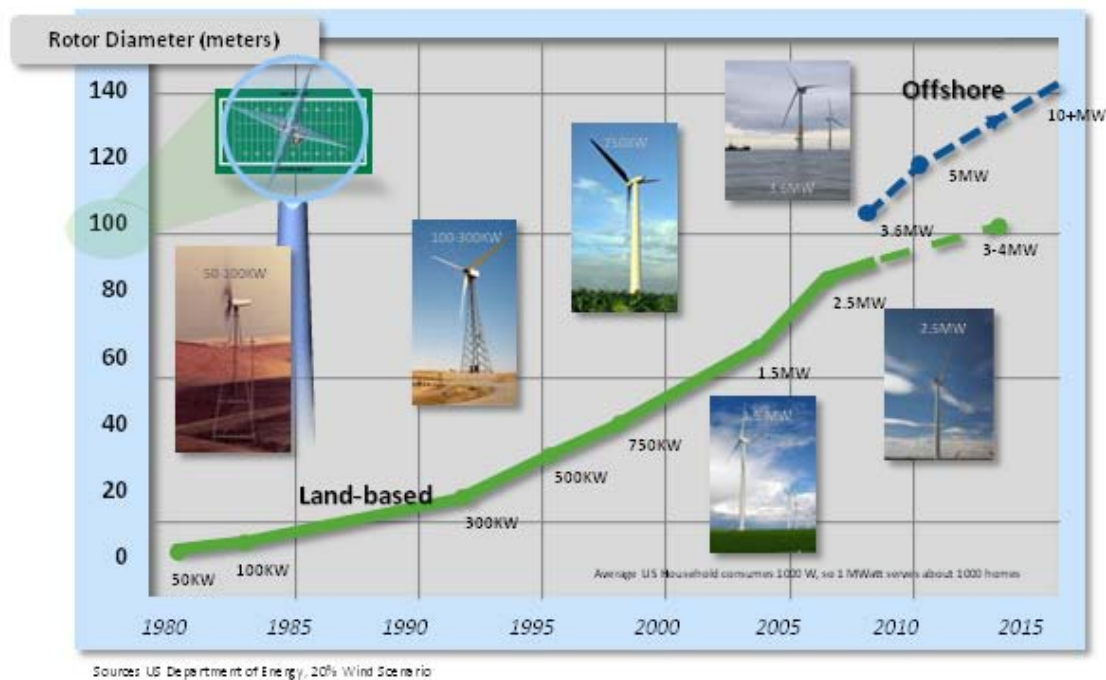 Rotor Diameter (meters)
140
120
100
80
60
40
20
0
Offshore
10+MW
5MW
3.6MW
3-4MW
2.5MW
1.5MW
750KW
500KW
300KW
100KW
50KW
Land-based
50-100KW
100-300KW
750KW
3.6MW
1.5MW
2.5MW
Average US Household consumes 1000 W, so 1 MWatt serves about 1000 homes
1980 1985 1990 1995 2000 2005 2010 2015
Sources US Department of Energy, 20% Wind Scenario